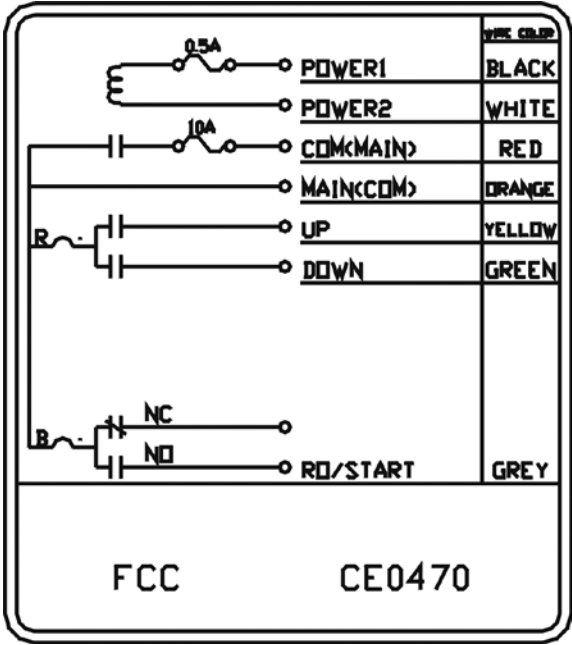 WIRE COLOR
0.5A
POWER1 BLACK
POWER2 WHITE
10A
COM(MAIN) RED
MAIN(COM) ORANGE
R UP YELLOW
DOWN GREEN
NC
B
NO
RO/START GREY
FCC CE0470